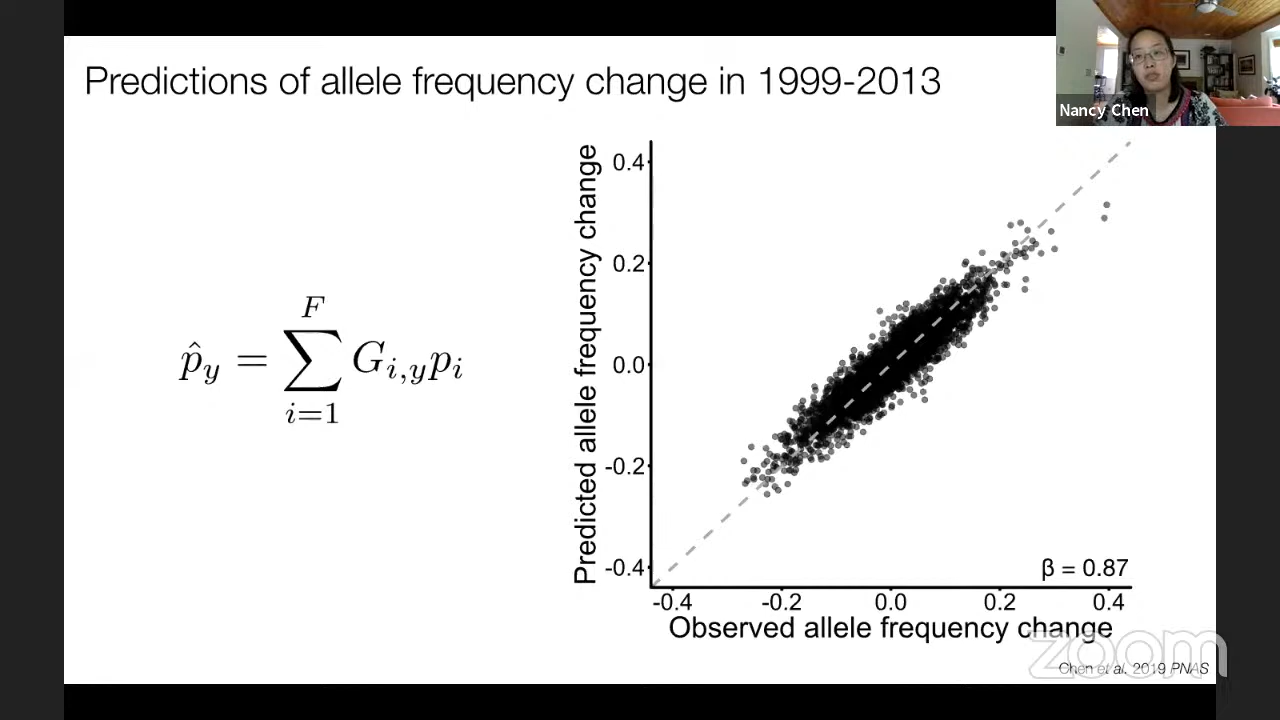 Predictions of allele frequency change in 1999-2013
Nancy Chen
p̂_y = ∑_{i=1}^{F} G_{i,y} p_i
Predicted allele frequency change
0.4
0.2
0.0
-0.2
-0.4
β = 0.87
-0.4 -0.2 0.0 0.2 0.4
Observed allele frequency change
zoom
Chen et al. 2019 PNAS